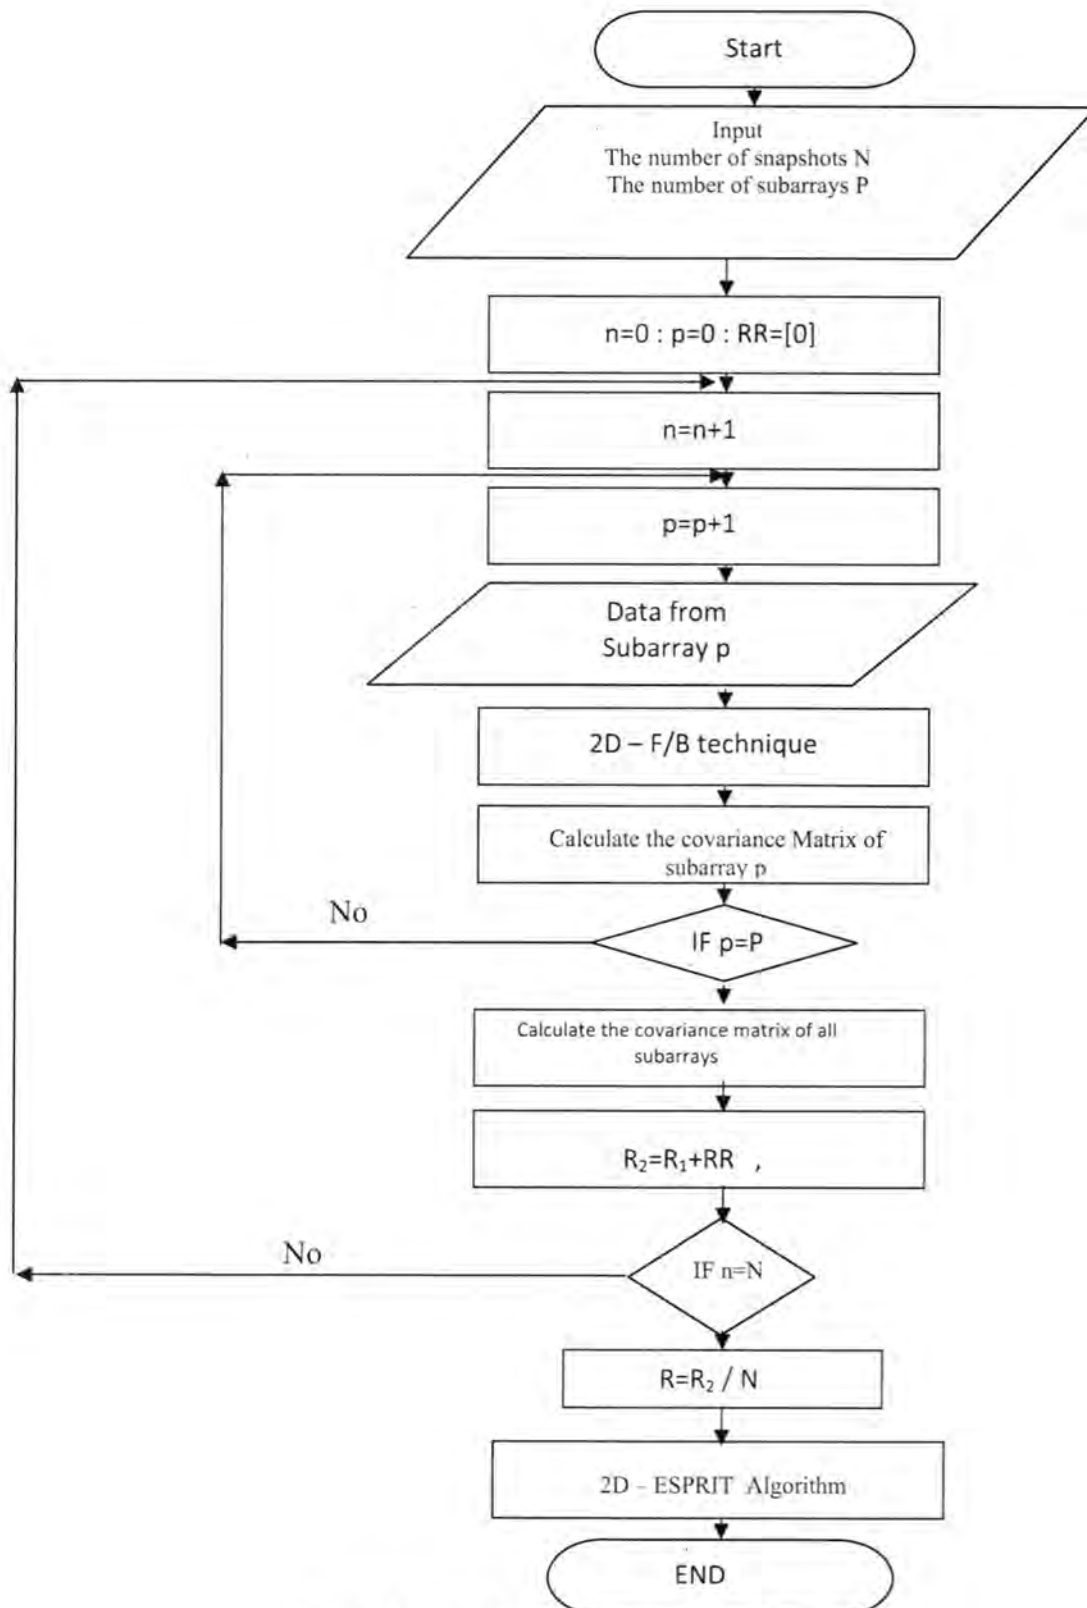 Start
Input
The number of snapshots N
The number of subarrays P
n=0 : p=0 : RR=[0]
n=n+1
p=p+1
Data from
Subarray p
2D – F/B technique
Calculate the covariance Matrix of
subarray p
No
IF p=P
Calculate the covariance matrix of all
subarrays
R₂=R₁+RR ,
No
IF n=N
R=R₂ / N
2D – ESPRIT Algorithm
END